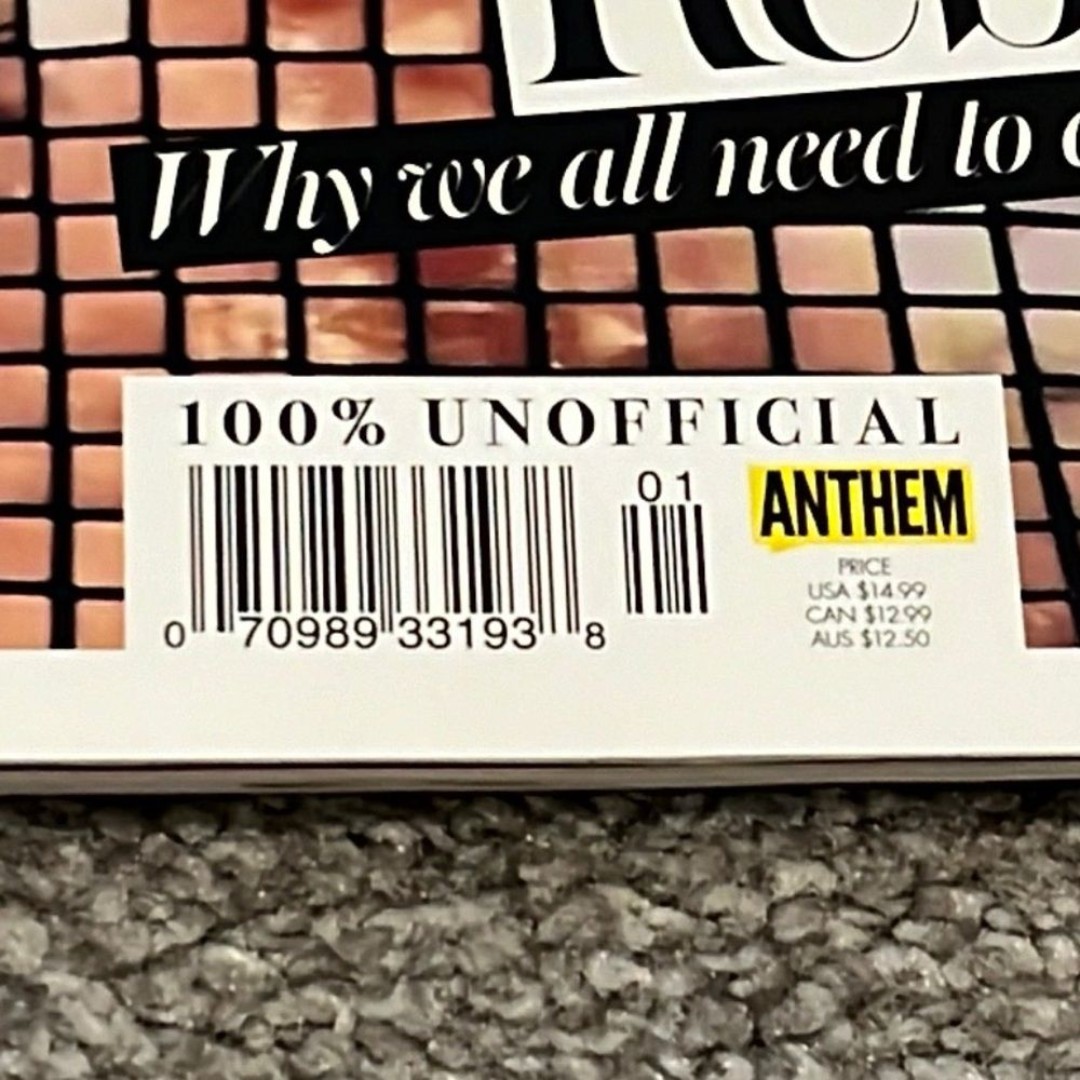 Why we all need to
100% UNOFFICIAL
01
ANTHEM
PRICE
USA $14.99
CAN $12.99
AUS $12.50
0 70989 33193 8